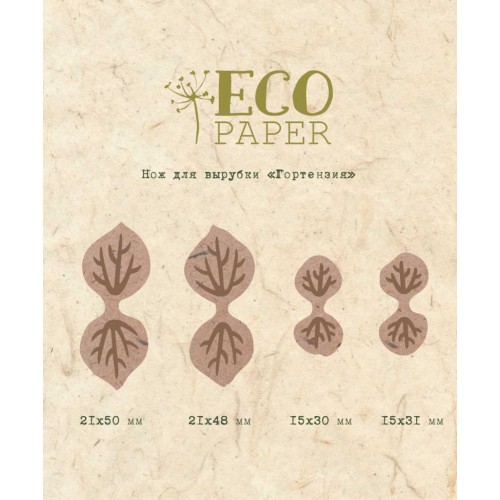 ECO
PAPER
Нож для вырубки «Гортензия»
21x50 мм
21x48 мм
15x30 мм
15x31 мм